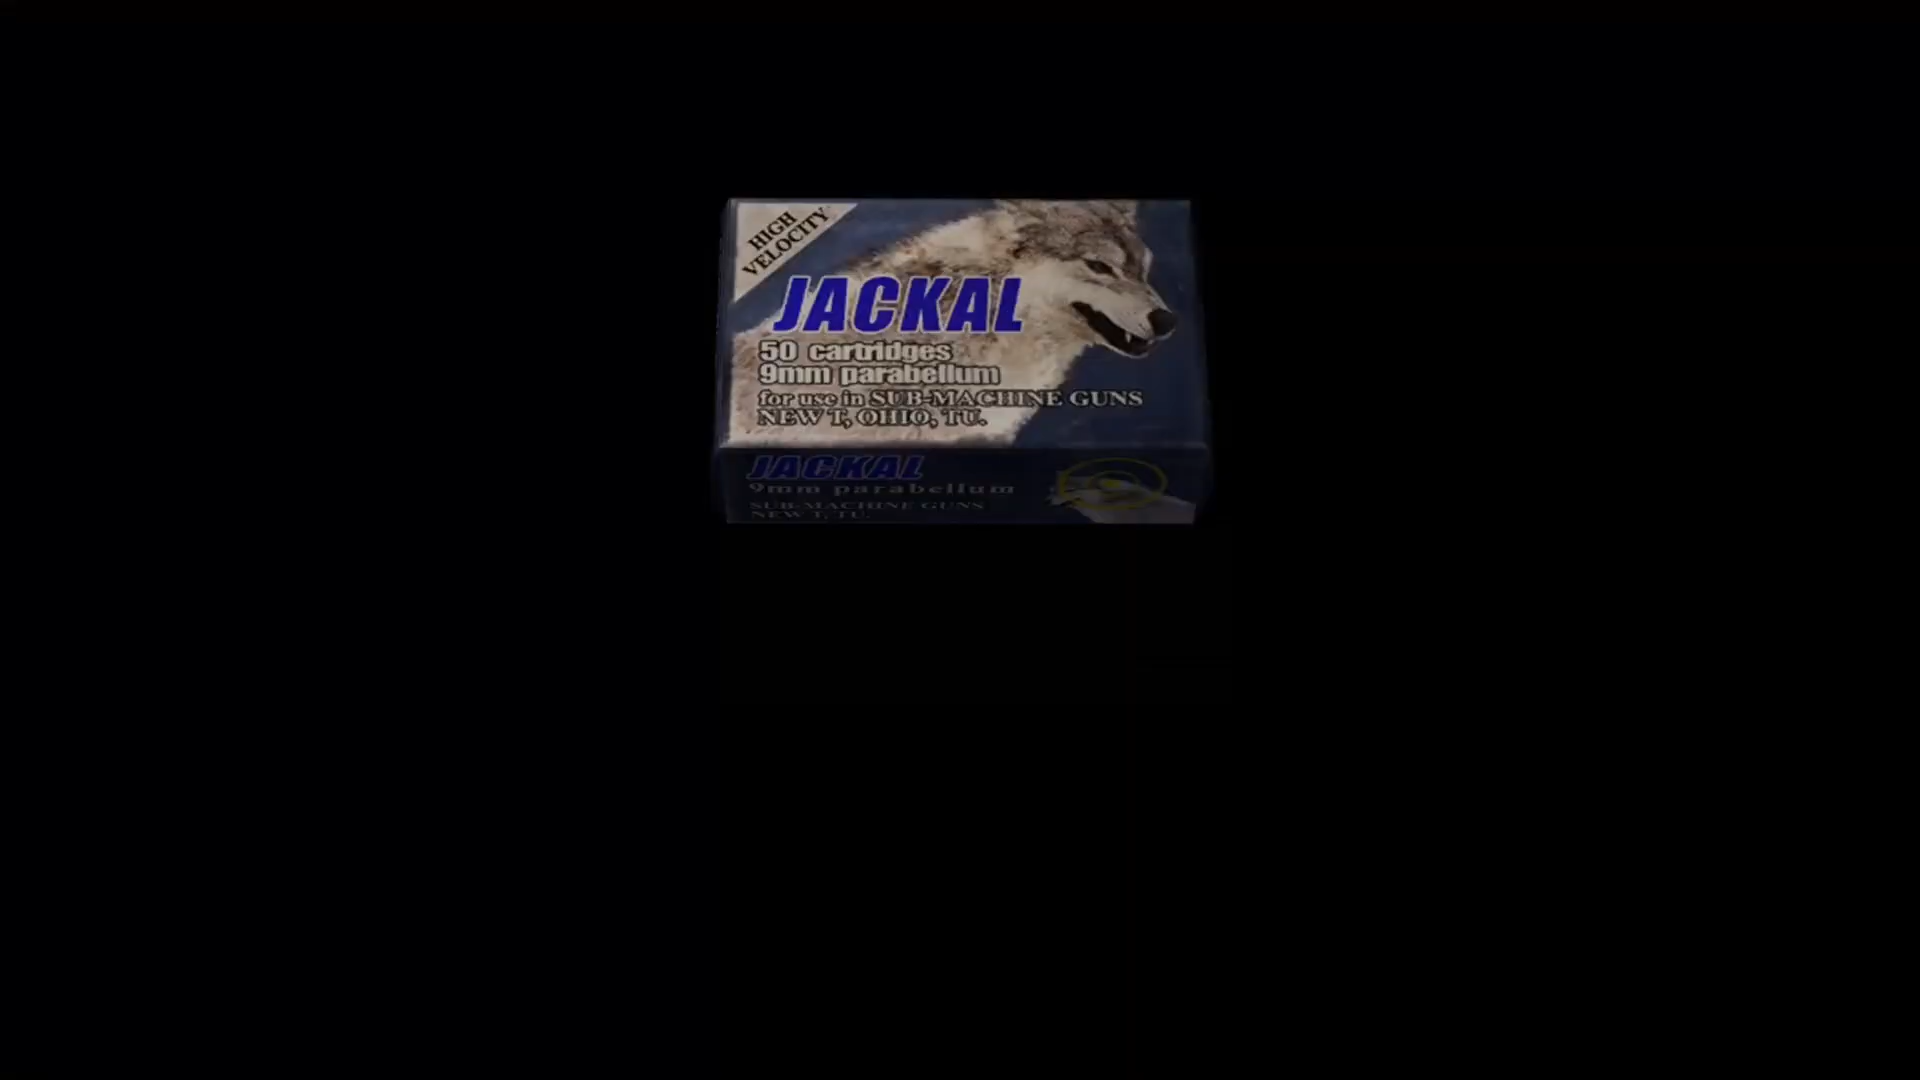 HIGH
VELOCITY
JACKAL
50 cartridges
9mm parabellum
for use in SUB-MACHINE GUNS
NEW T, OHIO, TU.
JACKAL
9mm parabellum
SUB-MACHINE GUNS
NEW T, TU.